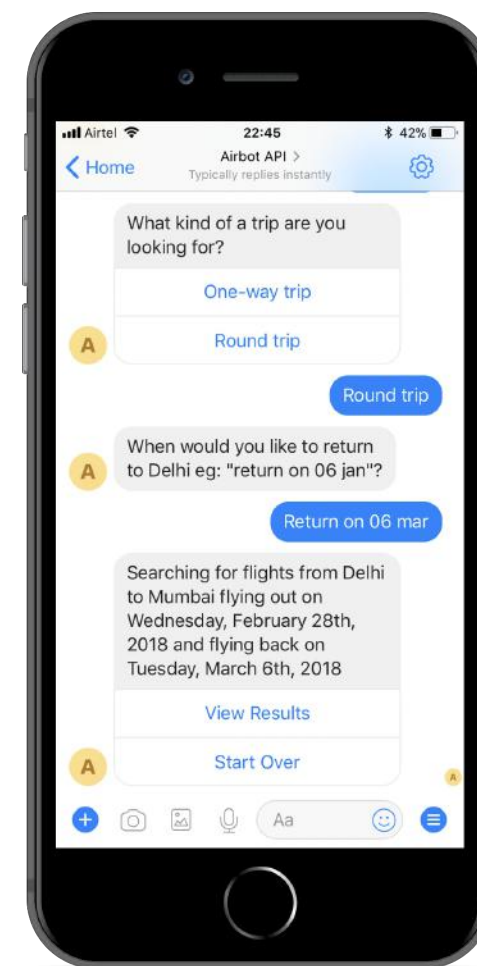 Airtel 22:45 42%
Home Airbot API >
Typically replies instantly
What kind of a trip are you
looking for?
One-way trip
Round trip
A
Round trip
When would you like to return
to Delhi eg: "return on 06 jan"?
A
Return on 06 mar
Searching for flights from Delhi
to Mumbai flying out on
Wednesday, February 28th,
2018 and flying back on
Tuesday, March 6th, 2018
View Results
Start Over
A
A
Aa